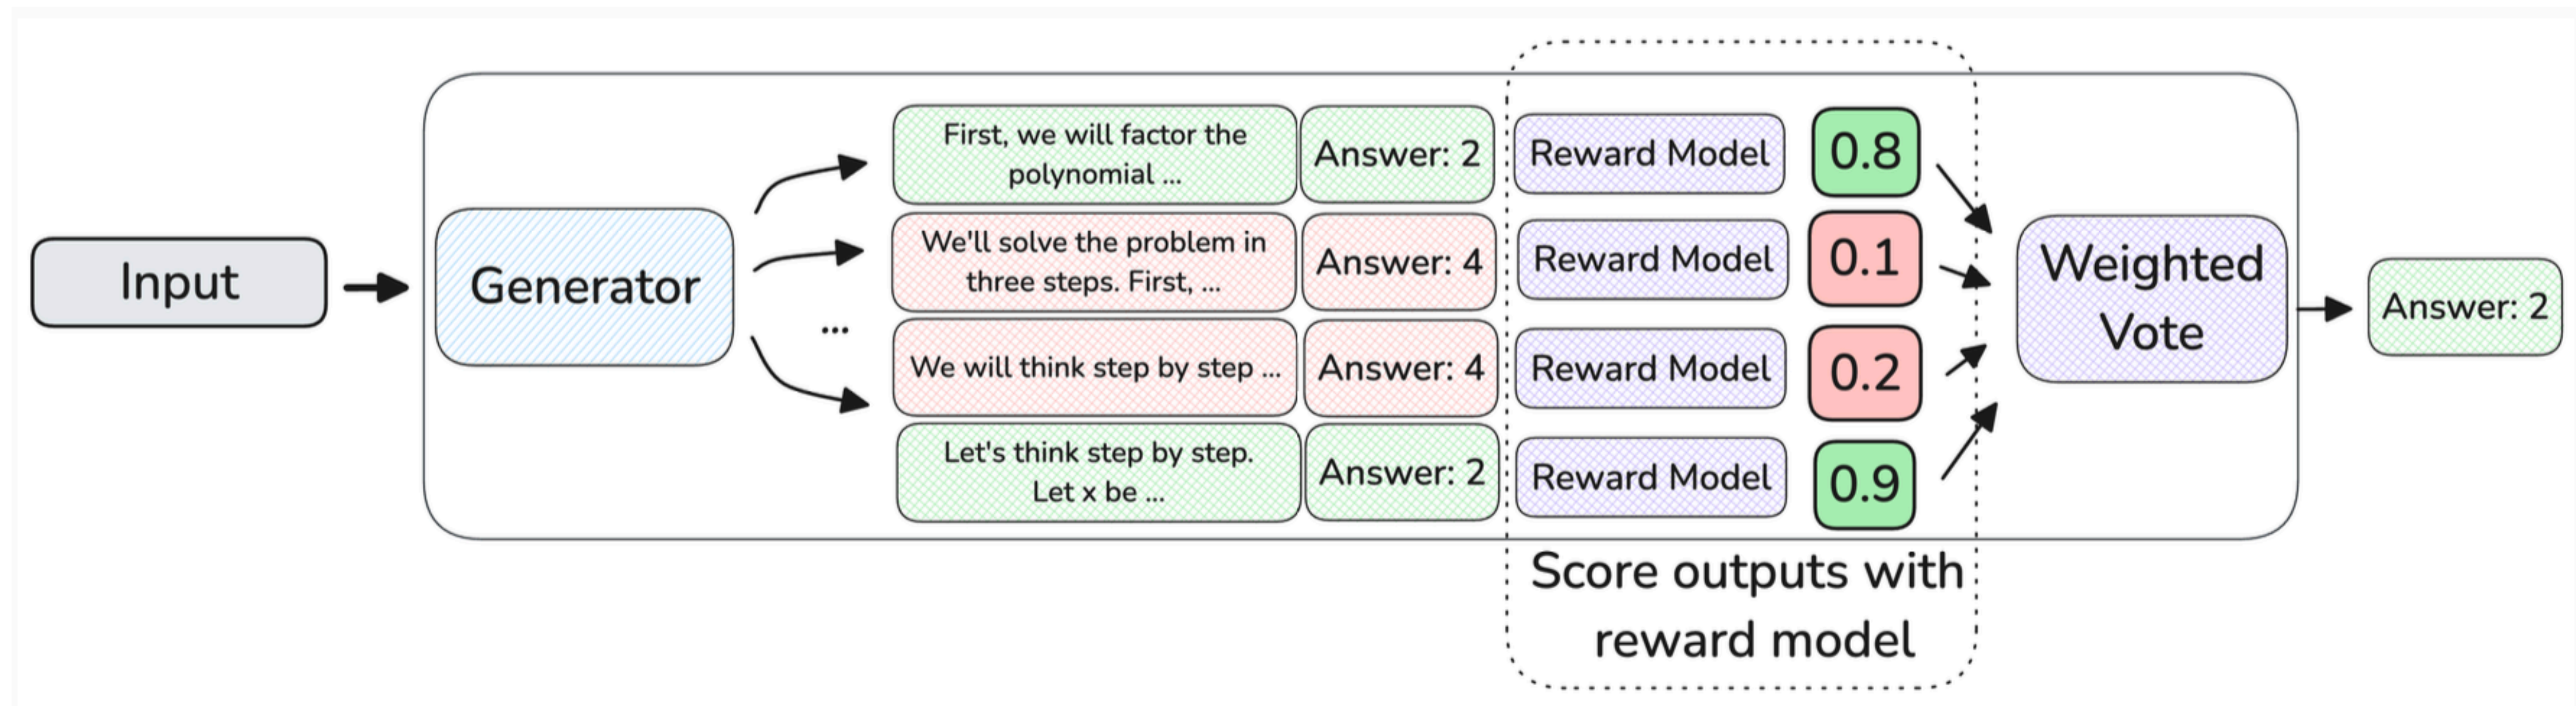 Input
Generator
...
First, we will factor the
polynomial ...
Answer: 2
Reward Model
0.8
We'll solve the problem in
three steps. First, ...
Answer: 4
Reward Model
0.1
We will think step by step ...
Answer: 4
Reward Model
0.2
Let's think step by step.
Let x be ...
Answer: 2
Reward Model
0.9
Score outputs with
reward model
Weighted
Vote
Answer: 2